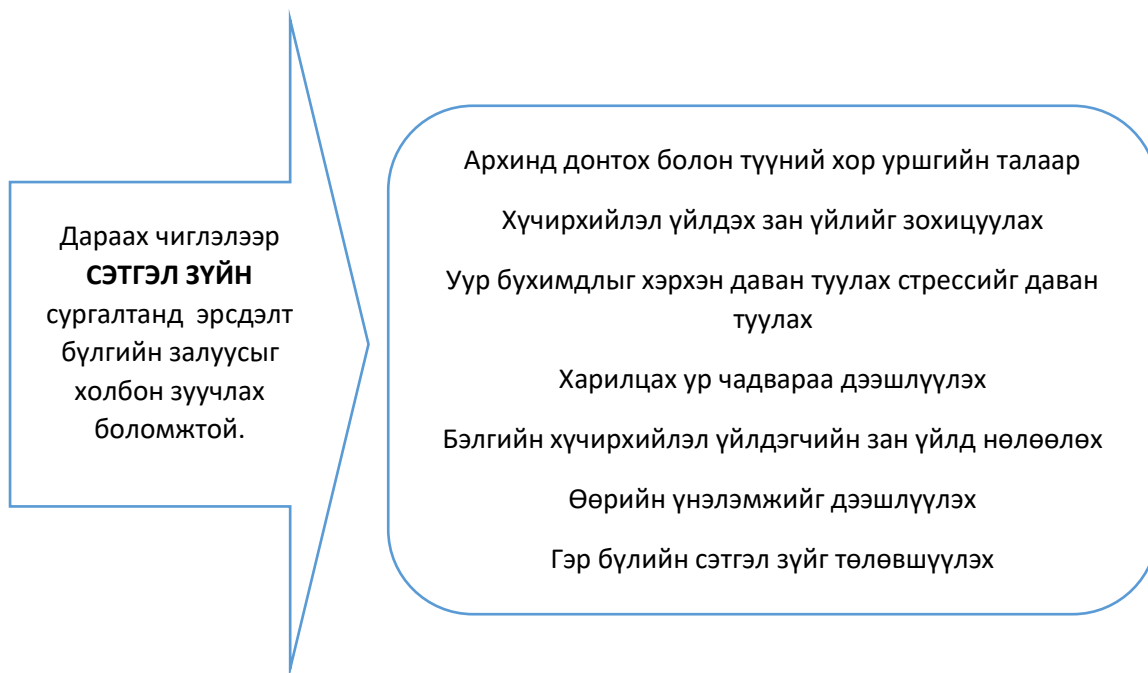 Дараах чиглэлээр
СЭТГЭЛ ЗҮЙН
сургалтанд эрсдэлт
бүлгийн залуусыг
холбон зуучлах
боломжтой.
Архинд донтох болон түүний хор уршгийн талаар
Хүчирхийлэл үйлдэх зан үйлийг зохицуулах
Уур бухимдлыг хэрхэн даван туулах стрессийг даван
туулах
Харилцах ур чадвараа дээшлүүлэх
Бэлгийн хүчирхийлэл үйлдэгчийн зан үйлд нөлөөлөх
Өөрийн үнэлэмжийг дээшлүүлэх
Гэр бүлийн сэтгэл зүйг төлөвшүүлэх